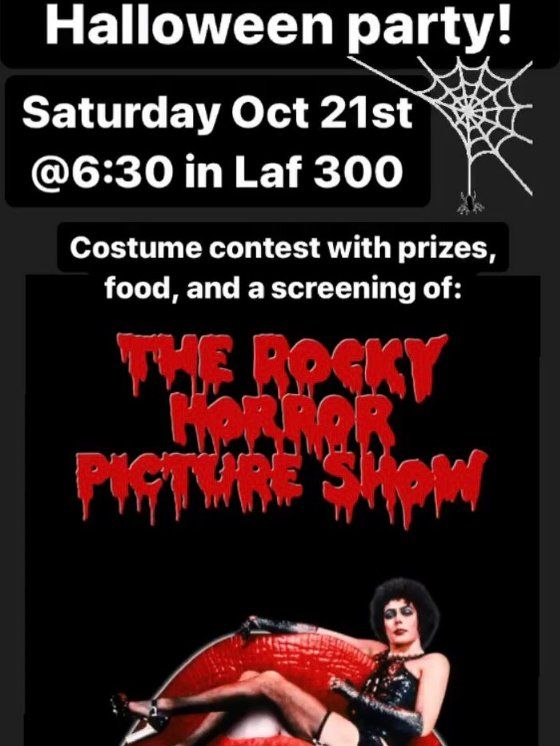 Halloween party!
Saturday Oct 21st
@6:30 in Laf 300
Costume contest with prizes,
food, and a screening of:
THE ROCKY
HORROR
PICTURE SHOW